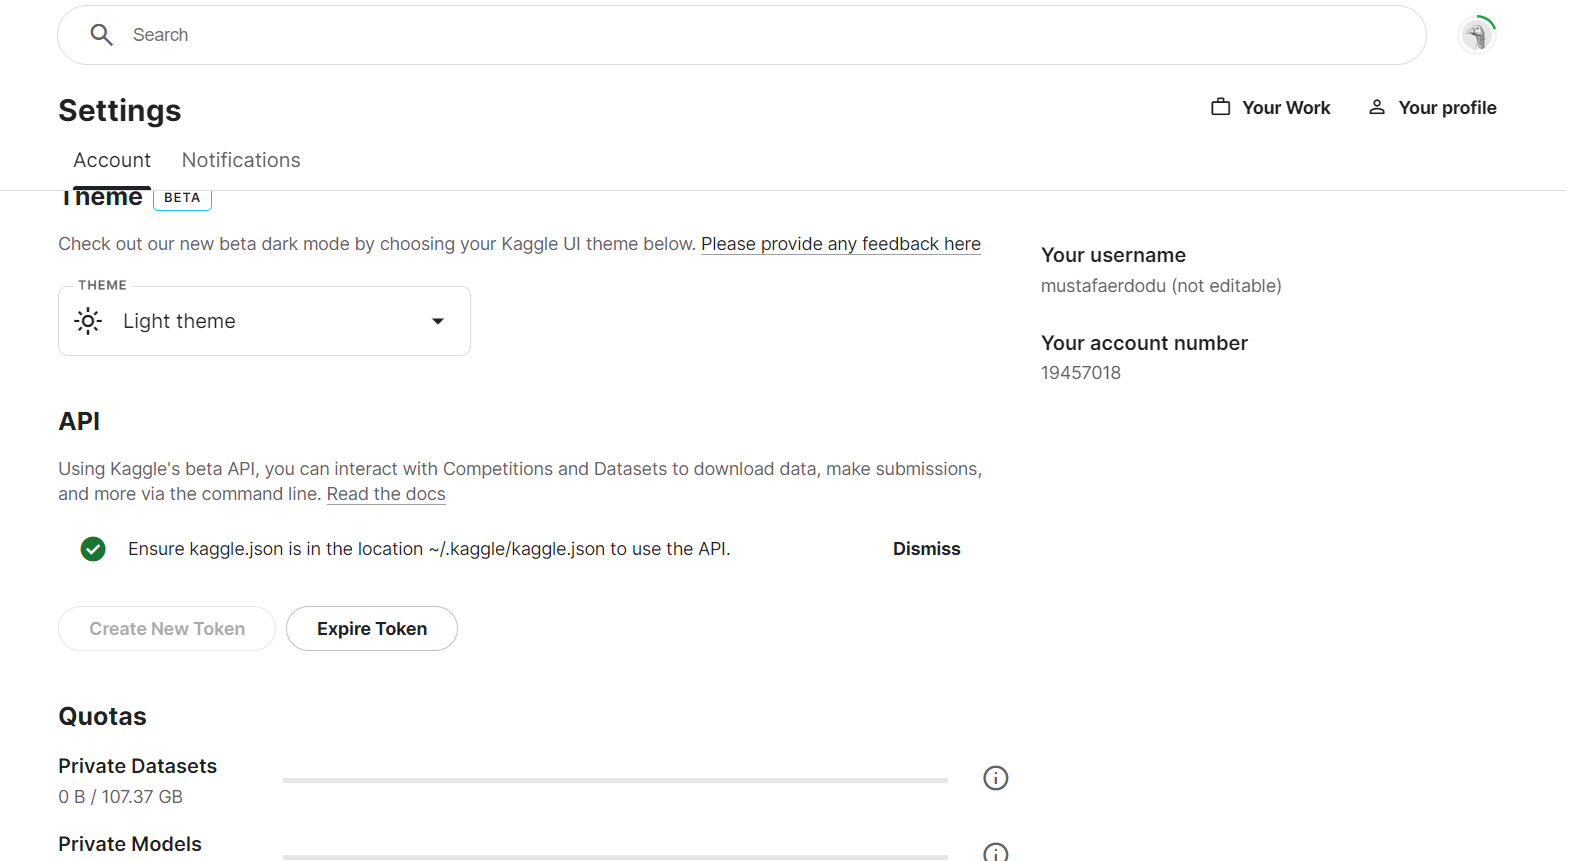 Search
Settings
Your Work
Your profile
Account
Notifications
Theme BETA
Check out our new beta dark mode by choosing your Kaggle UI theme below. Please provide any feedback here
THEME
Light theme
Your username
mustafaerdodu (not editable)
Your account number
19457018
API
Using Kaggle's beta API, you can interact with Competitions and Datasets to download data, make submissions,
and more via the command line. Read the docs
Ensure kaggle.json is in the location ~/.kaggle/kaggle.json to use the API.
Dismiss
Create New Token
Expire Token
Quotas
Private Datasets
0 B / 107.37 GB
Private Models